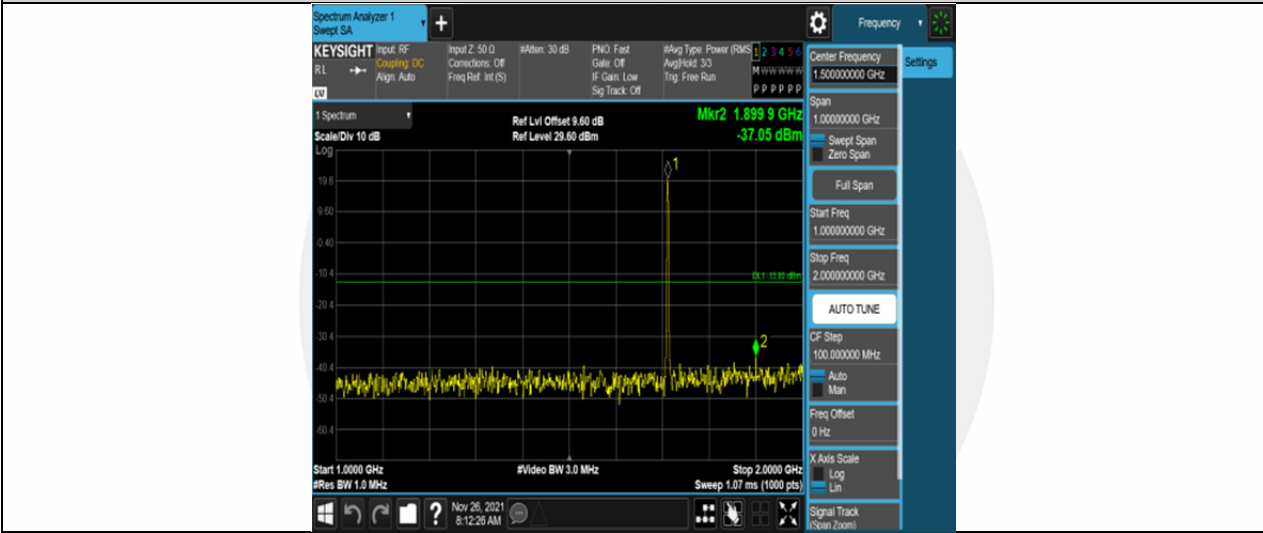 Spectrum Analyzer 1
Swept SA
+
Frequency
KEYSIGHT
RL
LV
Input: RF
Coupling: DC
Align: Auto
Input Z: 50 Ω
Corrections: Off
Freq Ref: Int (S)
#Atten: 30 dB
PNO: Fast
Gate: Off
IF Gain: Low
Sig Track: Off
#Avg Type: Power (RMS
Avg|Hold: 3/3
Trig: Free Run
1 2 3 4 5 6
M W W W W W
P P P P P P
1 Spectrum
Scale/Div 10 dB
Log
Ref Lvl Offset 9.60 dB
Ref Level 29.60 dBm
Mkr2 1.899 9 GHz
-37.05 dBm
19.6
9.60
-0.40
-10.4
-20.4
-30.4
-40.4
-50.4
-60.4
1
DL1 -13.00 dBm
2
Start 1.0000 GHz
#Res BW 1.0 MHz
#Video BW 3.0 MHz
Stop 2.0000 GHz
Sweep 1.07 ms (1000 pts)
Nov 26, 2021
8:12:26 AM
?
Center Frequency
1.500000000 GHz
Settings
Span
1.00000000 GHz
Swept Span
Zero Span
Full Span
Start Freq
1.000000000 GHz
Stop Freq
2.000000000 GHz
AUTO TUNE
CF Step
100.000000 MHz
Auto
Man
Freq Offset
0 Hz
X Axis Scale
Log
Lin
Signal Track
(Span Zoom)